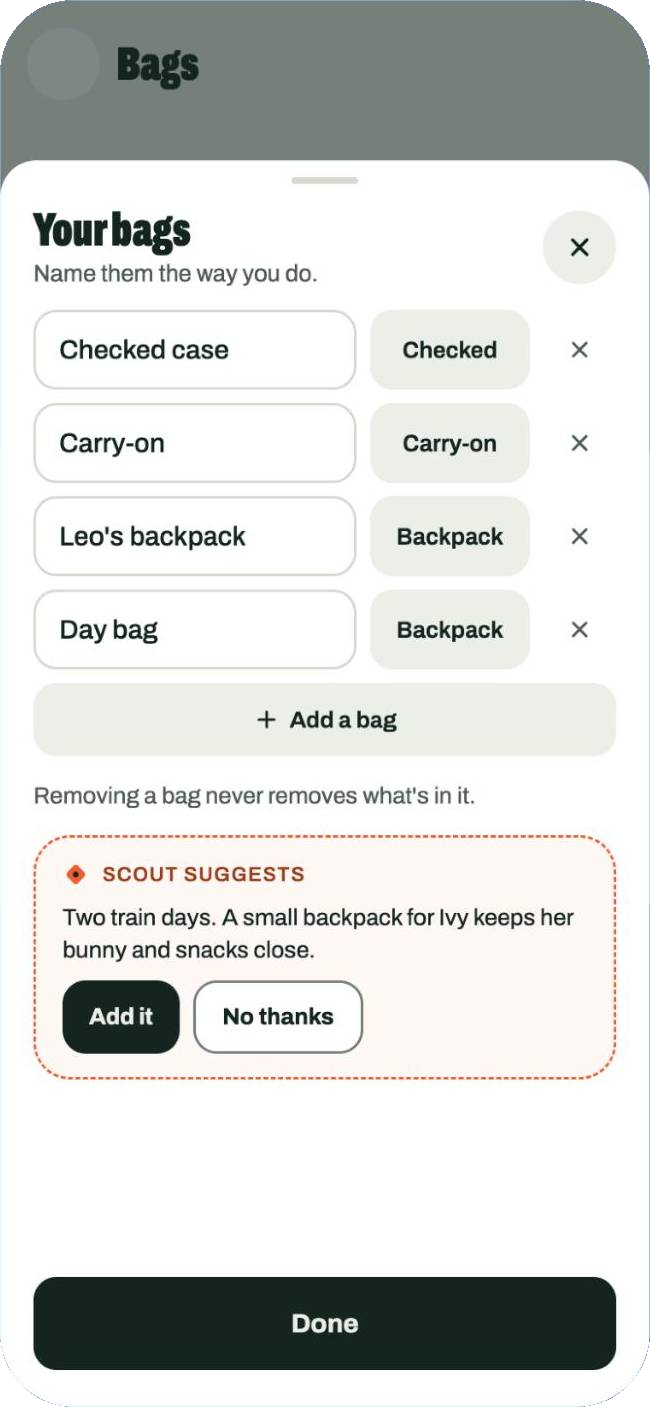 Bags
Your bags
Name them the way you do.
Checked case
Checked
Carry-on
Carry-on
Leo's backpack
Backpack
Day bag
Backpack
+ Add a bag
Removing a bag never removes what's in it.
SCOUT SUGGESTS
Two train days. A small backpack for Ivy keeps her
bunny and snacks close.
Add it
No thanks
Done